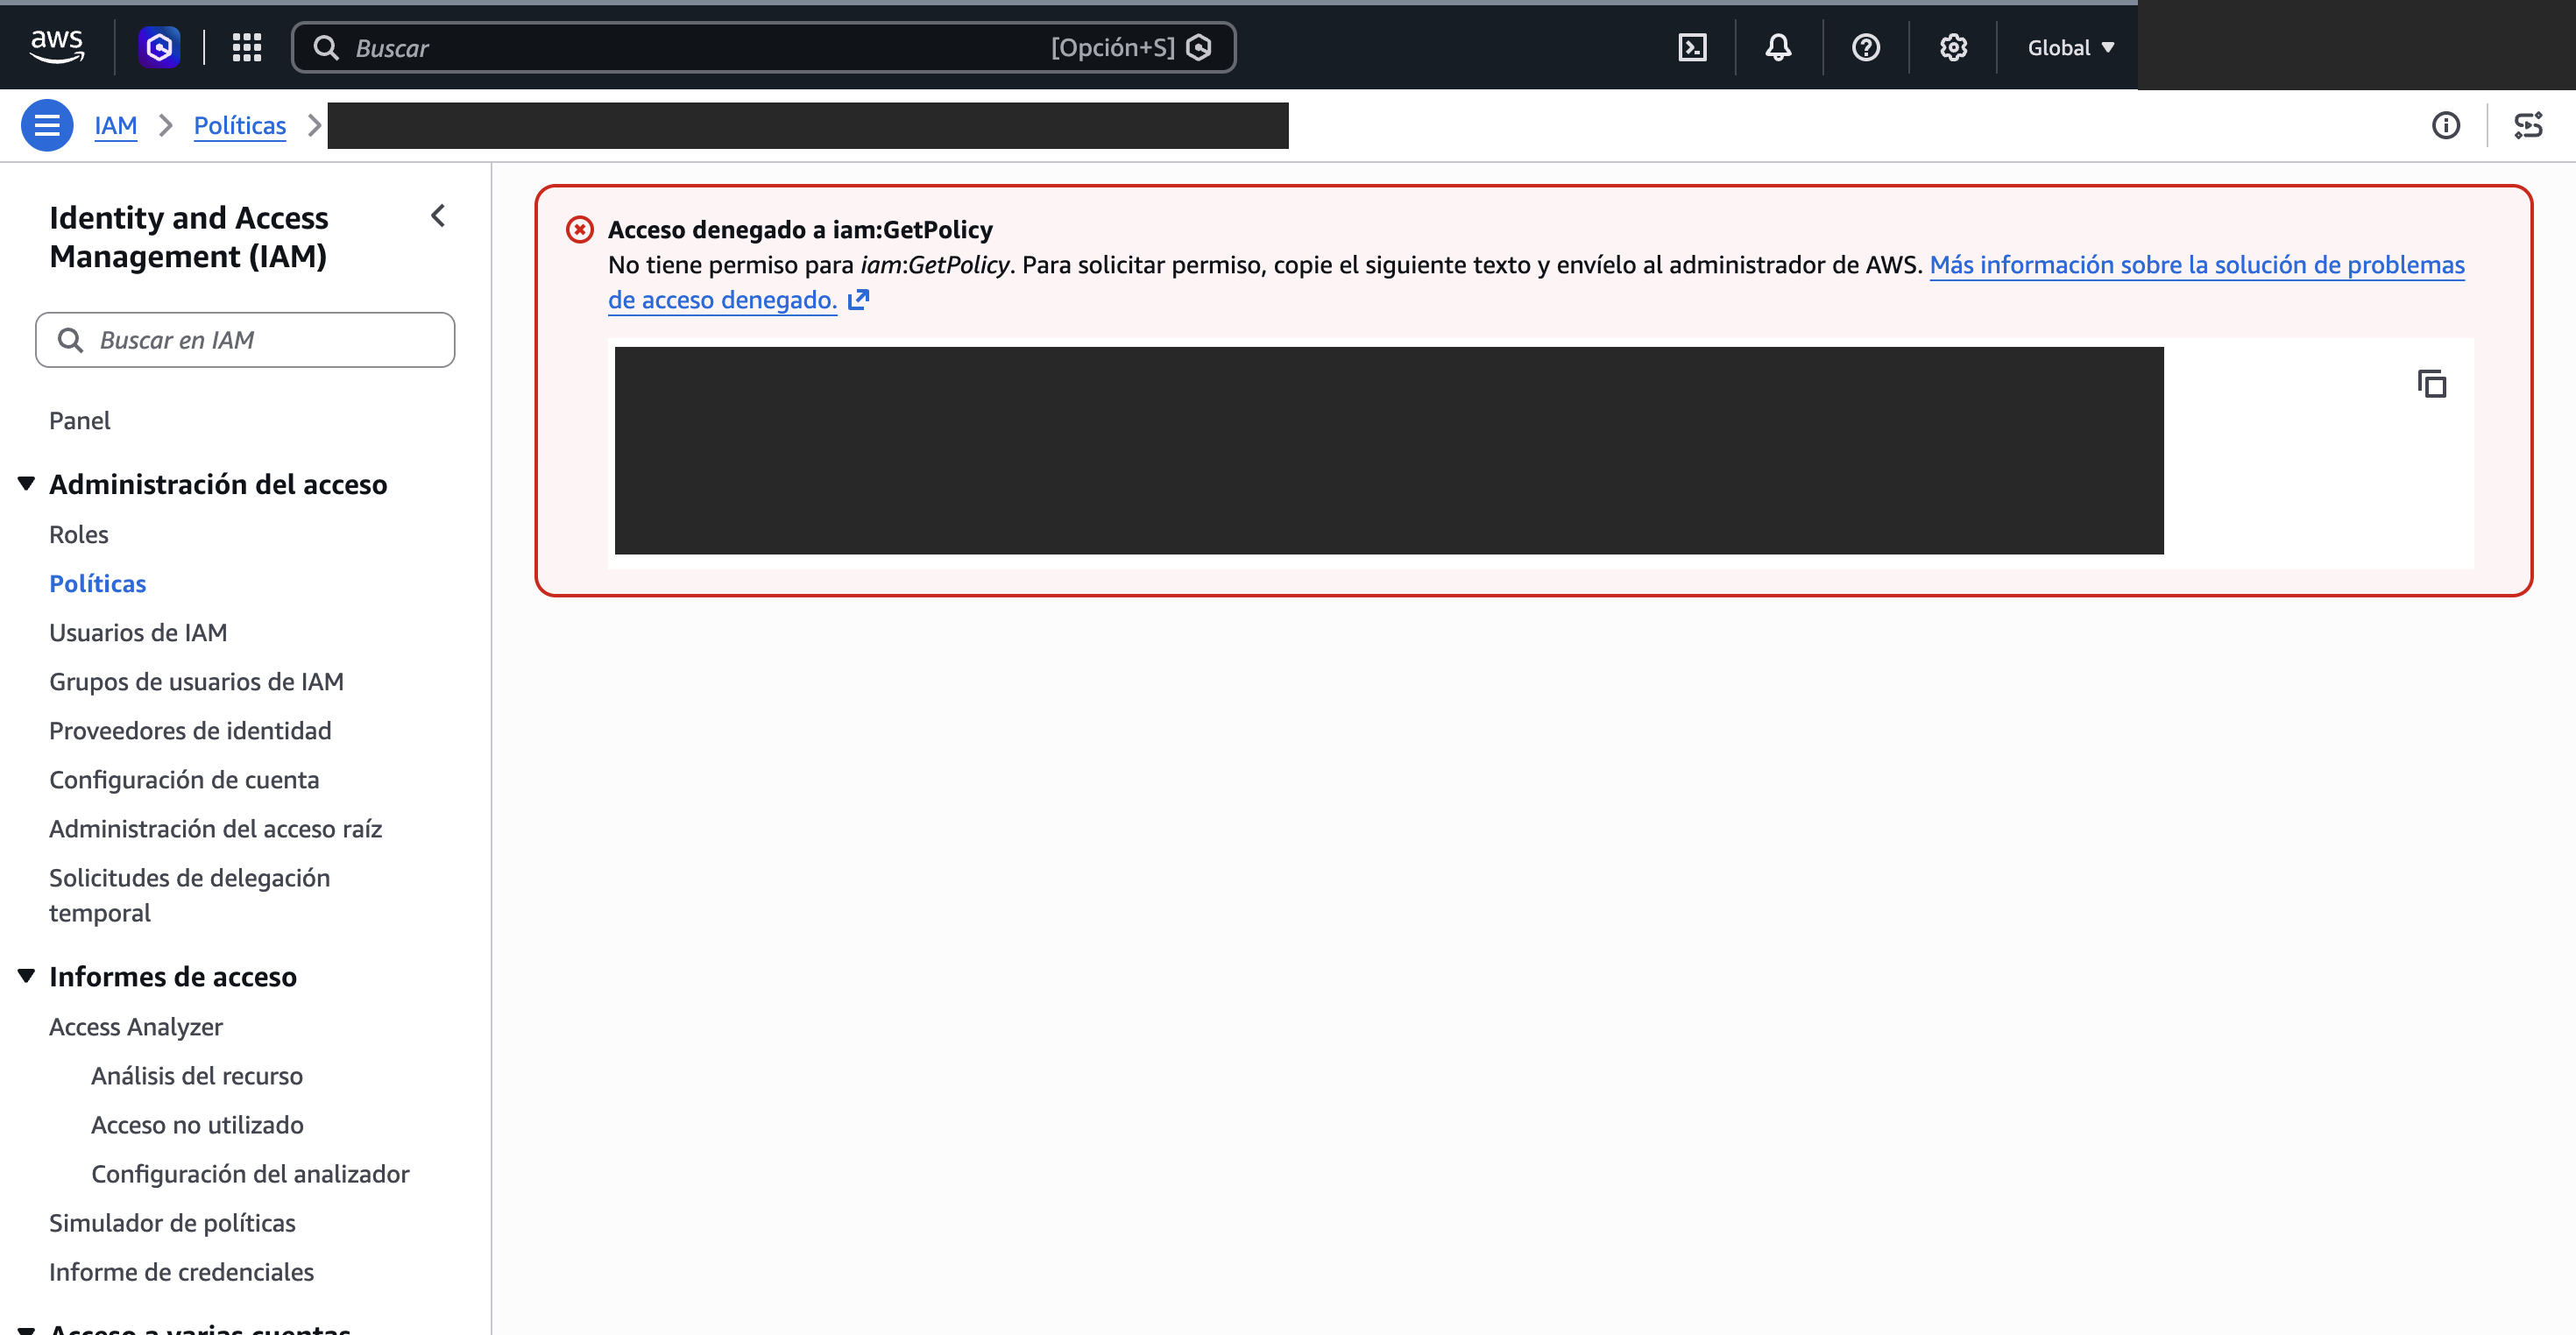 aws
Buscar
[Opción+S]
Global
IAM
Políticas
Identity and Access
Management (IAM)
Buscar en IAM
Panel
Administración del acceso
Roles
Políticas
Usuarios de IAM
Grupos de usuarios de IAM
Proveedores de identidad
Configuración de cuenta
Administración del acceso raíz
Solicitudes de delegación
temporal
Informes de acceso
Access Analyzer
Análisis del recurso
Acceso no utilizado
Configuración del analizador
Simulador de políticas
Informe de credenciales
Acceso a varias cuentas
Acceso denegado a iam:GetPolicy
No tiene permiso para iam:GetPolicy. Para solicitar permiso, copie el siguiente texto y envíelo al administrador de AWS. Más información sobre la solución de problemas
de acceso denegado.